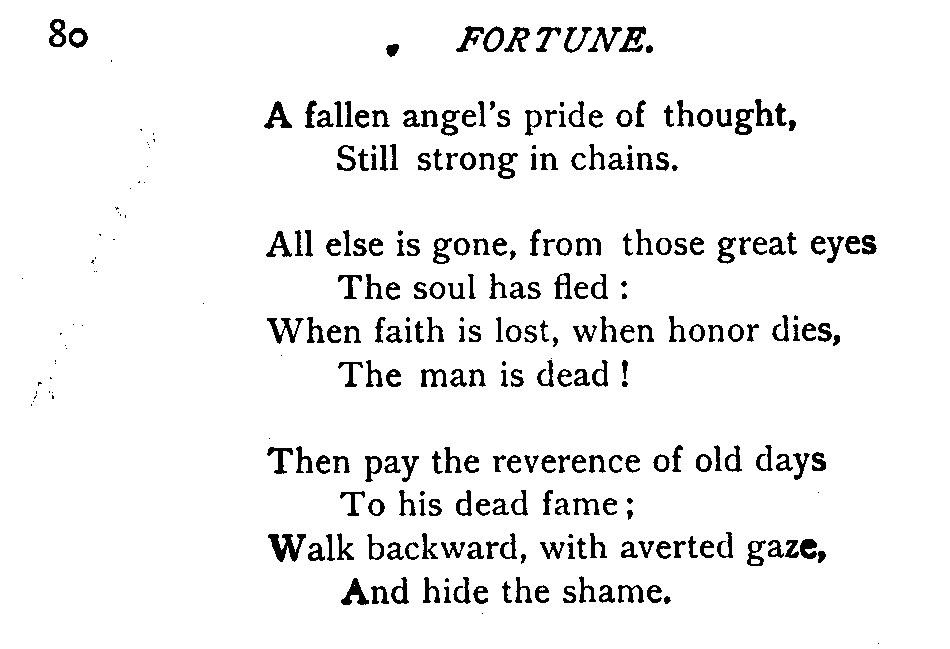 80 FORTUNE.
A fallen angel's pride of thought,
Still strong in chains.
All else is gone, from those great eyes
The soul has fled :
When faith is lost, when honor dies,
The man is dead !
Then pay the reverence of old days
To his dead fame ;
Walk backward, with averted gaze,
And hide the shame.